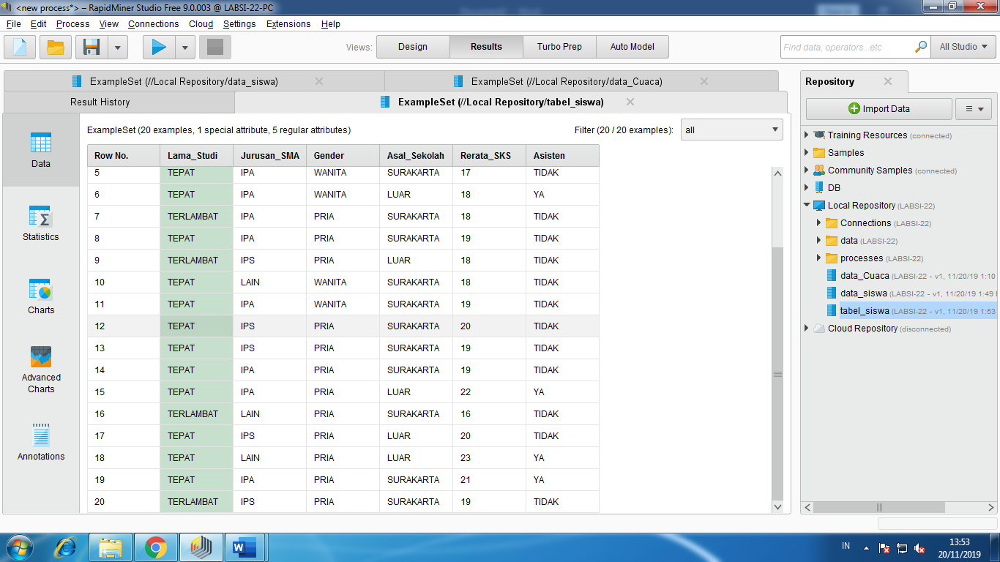 <new process*> – RapidMiner Studio Free 9.0.003 @ LABSI-22-PC
File Edit Process View Connections Cloud Settings Extensions Help
Views: Design Results Turbo Prep Auto Model Find data, operators...etc All Studio
ExampleSet (//Local Repository/data_siswa) ExampleSet (//Local Repository/data_Cuaca)
Result History ExampleSet (//Local Repository/tabel_siswa)
ExampleSet (20 examples, 1 special attribute, 5 regular attributes) Filter (20 / 20 examples): all
Row No. Lama_Studi Jurusan_SMA Gender Asal_Sekolah Rerata_SKS Asisten
5 TEPAT IPA WANITA SURAKARTA 17 TIDAK
6 TEPAT IPA WANITA LUAR 18 YA
7 TERLAMBAT IPA PRIA SURAKARTA 18 TIDAK
8 TEPAT IPA PRIA SURAKARTA 19 TIDAK
9 TERLAMBAT IPS PRIA LUAR 18 TIDAK
10 TEPAT LAIN WANITA SURAKARTA 18 TIDAK
11 TEPAT IPA WANITA SURAKARTA 19 TIDAK
12 TEPAT IPS PRIA SURAKARTA 20 TIDAK
13 TEPAT IPS PRIA SURAKARTA 19 TIDAK
14 TEPAT IPA PRIA SURAKARTA 19 TIDAK
15 TEPAT IPA PRIA LUAR 22 YA
16 TERLAMBAT LAIN PRIA SURAKARTA 16 TIDAK
17 TEPAT IPS PRIA LUAR 20 TIDAK
18 TEPAT LAIN PRIA LUAR 23 YA
19 TEPAT IPA PRIA SURAKARTA 21 YA
20 TERLAMBAT IPS PRIA SURAKARTA 19 TIDAK
Data
Statistics
Charts
Advanced
Charts
Annotations
Repository
Import Data
Training Resources (connected)
Samples
Community Samples (connected)
DB
Local Repository (LABSI-22)
Connections (LABSI-22)
data (LABSI-22)
processes (LABSI-22)
data_Cuaca (LABSI-22 - v1, 11/20/19 1:10
data_siswa (LABSI-22 - v1, 11/20/19 1:49
tabel_siswa (LABSI-22 - v1, 11/20/19 1:53
Cloud Repository (disconnected)
IN
13:53
20/11/2019